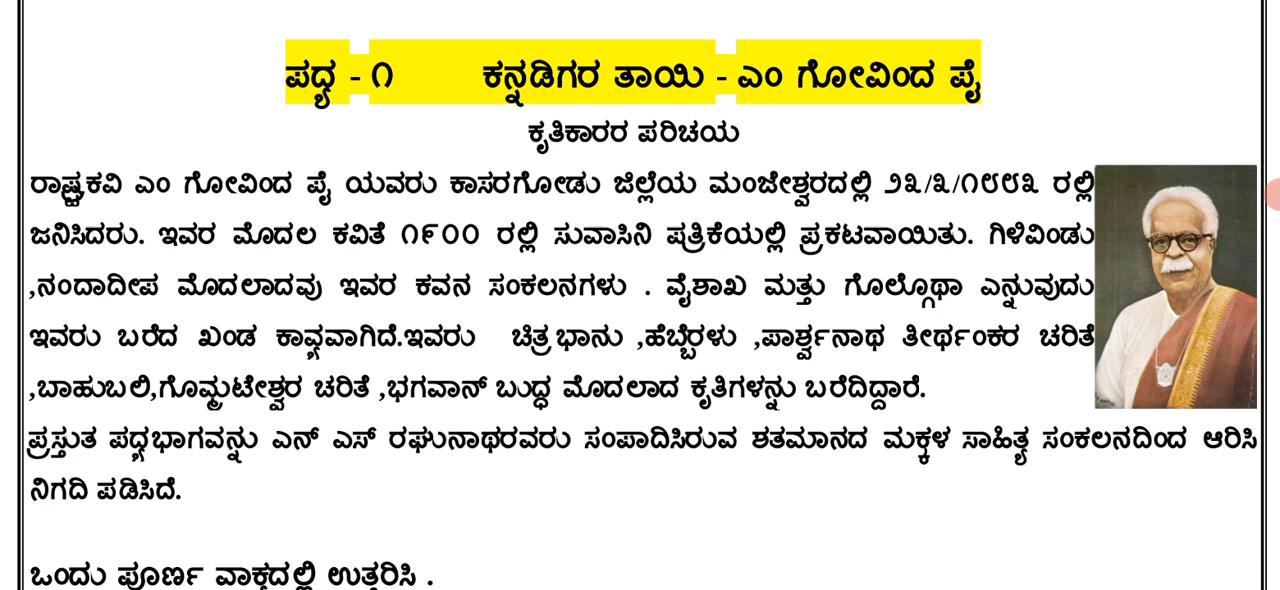 ಪದ್ಯ - ೧ ಕನ್ನಡಿಗರ ತಾಯಿ - ಎಂ ಗೋವಿಂದ ಪೈ
ಕೃತಿಕಾರರ ಪರಿಚಯ
ರಾಷ್ಟ್ರಕವಿ ಎಂ ಗೋವಿಂದ ಪೈ ಯವರು ಕಾಸರಗೋಡು ಜಿಲ್ಲೆಯ ಮಂಜೇಶ್ವರದಲ್ಲಿ ೨೩/೩/೧೮೮೩ ರಲ್ಲಿ
ಜನಿಸಿದರು. ಇವರ ಮೊದಲ ಕವಿತೆ ೧೯೦೦ ರಲ್ಲಿ ಸುವಾಸಿನಿ ಷತ್ರಿಕೆಯಲ್ಲಿ ಪ್ರಕಟವಾಯಿತು. ಗಿಳಿವಿಂಡು
,ನಂದಾದೀಪ ಮೊದಲಾದವು ಇವರ ಕವನ ಸಂಕಲನಗಳು . ವೈಶಾಖ ಮತ್ತು ಗೊಲ್ಗೊಥಾ ಎನ್ನುವುದು
ಇವರು ಬರೆದ ಖಂಡ ಕಾವ್ಯವಾಗಿದೆ.ಇವರು ಚಿತ್ರಭಾನು ,ಹೆಬ್ಬೆರಳು ,ಪಾರ್ಶ್ವನಾಥ ತೀರ್ಥಂಕರ ಚರಿತೆ
,ಬಾಹುಬಲಿ,ಗೊಮ್ಮಟೇಶ್ವರ ಚರಿತೆ ,ಭಗವಾನ್ ಬುದ್ಧ ಮೊದಲಾದ ಕೃತಿಗಳನ್ನು ಬರೆದಿದ್ದಾರೆ.
ಪ್ರಸ್ತುತ ಪದ್ಯಭಾಗವನ್ನು ಎನ್ ಎಸ್ ರಘುನಾಥರವರು ಸಂಪಾದಿಸಿರುವ ಶತಮಾನದ ಮಕ್ಕಳ ಸಾಹಿತ್ಯ ಸಂಕಲನದಿಂದ ಆರಿಸಿ
ನಿಗದಿ ಪಡಿಸಿದೆ.
ಒಂದು ಪೂರ್ಣ ವಾಕ್ಯದಲ್ಲಿ ಉತ್ತರಿಸಿ .